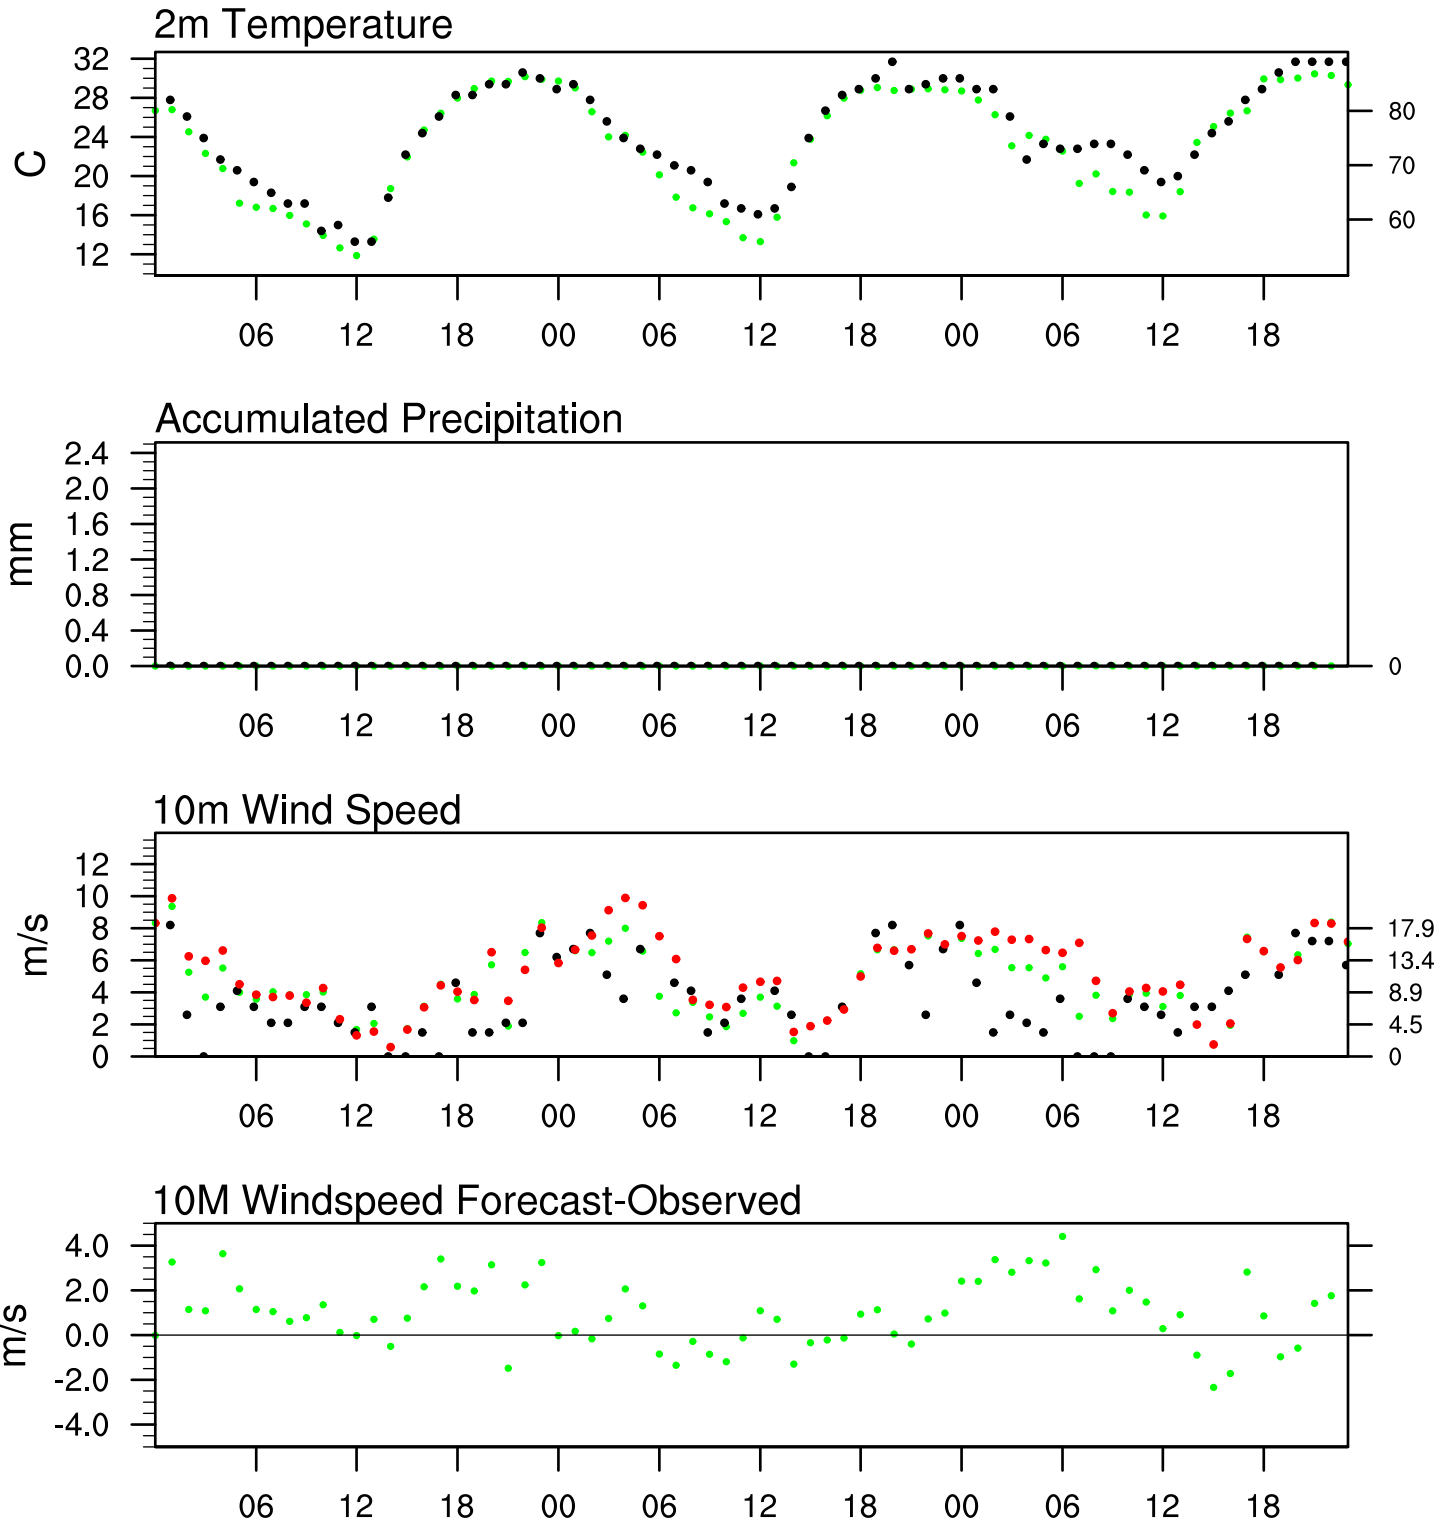 2m Temperature
32
28
24
20
16
12
C
80
70
60
06 12 18 00 06 12 18 00 06 12 18
Accumulated Precipitation
2.4
2.0
1.6
1.2
0.8
0.4
0.0
mm
0
06 12 18 00 06 12 18 00 06 12 18
10m Wind Speed
12
10
8
6
4
2
0
m/s
17.9
13.4
8.9
4.5
0
06 12 18 00 06 12 18 00 06 12 18
10M Windspeed Forecast-Observed
4.0
2.0
0.0
-2.0
-4.0
m/s
06 12 18 00 06 12 18 00 06 12 18